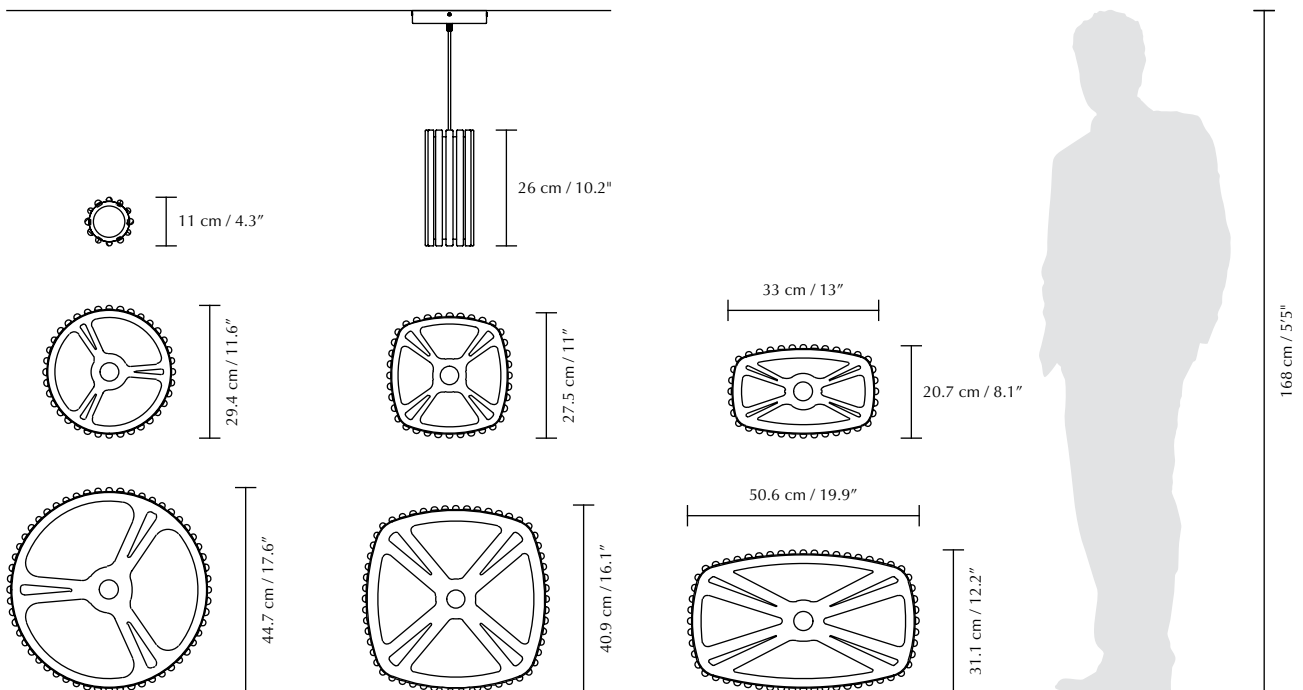 26 cm / 10.2"
11 cm / 4.3″
33 cm / 13″
29.4 cm / 11.6″
27.5 cm / 11″
20.7 cm / 8.1″
168 cm / 5′5"
50.6 cm / 19.9″
44.7 cm / 17.6″
40.9 cm / 16.1″
31.1 cm / 12.2″